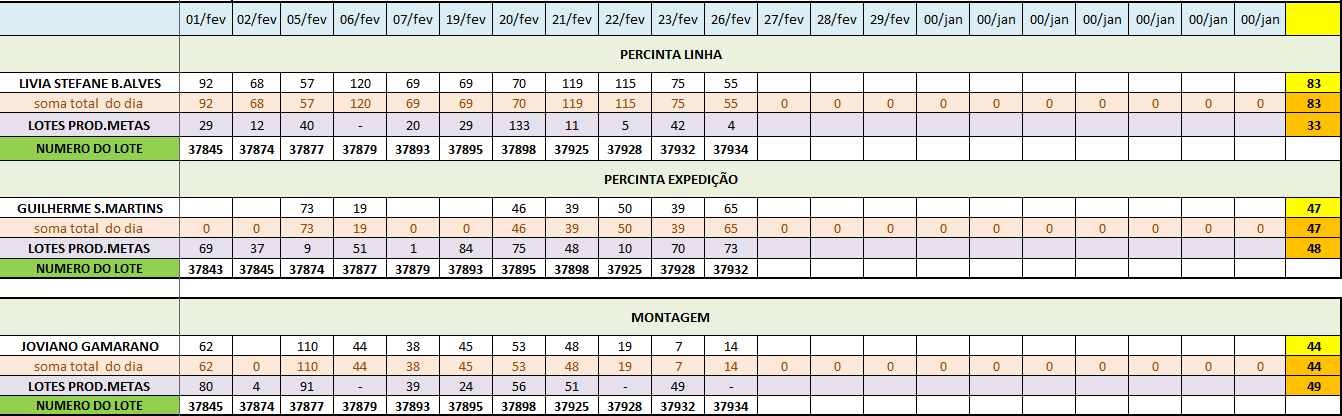 01/fev 02/fev 05/fev 06/fev 07/fev 19/fev 20/fev 21/fev 22/fev 23/fev 26/fev 27/fev 28/fev 29/fev 00/jan 00/jan 00/jan 00/jan 00/jan 00/jan 00/jan
PERCINTA LINHA
LIVIA STEFANE B.ALVES 92 68 57 120 69 69 70 119 115 75 55 83
soma total do dia 92 68 57 120 69 69 70 119 115 75 55 0 0 0 0 0 0 0 0 0 0 83
LOTES PROD.METAS 29 12 40 - 20 29 133 11 5 42 4 33
NUMERO DO LOTE 37845 37874 37877 37879 37893 37895 37898 37925 37928 37932 37934
PERCINTA EXPEDIÇÃO
GUILHERME S.MARTINS 73 19 46 39 50 39 65 47
soma total do dia 0 0 73 19 0 0 46 39 50 39 65 0 0 0 0 0 0 0 0 0 0 47
LOTES PROD.METAS 69 37 9 51 1 84 75 48 10 70 73 48
NUMERO DO LOTE 37843 37845 37874 37877 37879 37893 37895 37898 37925 37928 37932
MONTAGEM
JOVIANO GAMARANO 62 110 44 38 45 53 48 19 7 14 44
soma total do dia 62 0 110 44 38 45 53 48 19 7 14 0 0 0 0 0 0 0 0 0 0 44
LOTES PROD.METAS 80 4 91 - 39 24 56 51 - 49 - 49
NUMERO DO LOTE 37845 37874 37877 37879 37893 37895 37898 37925 37928 37932 37934